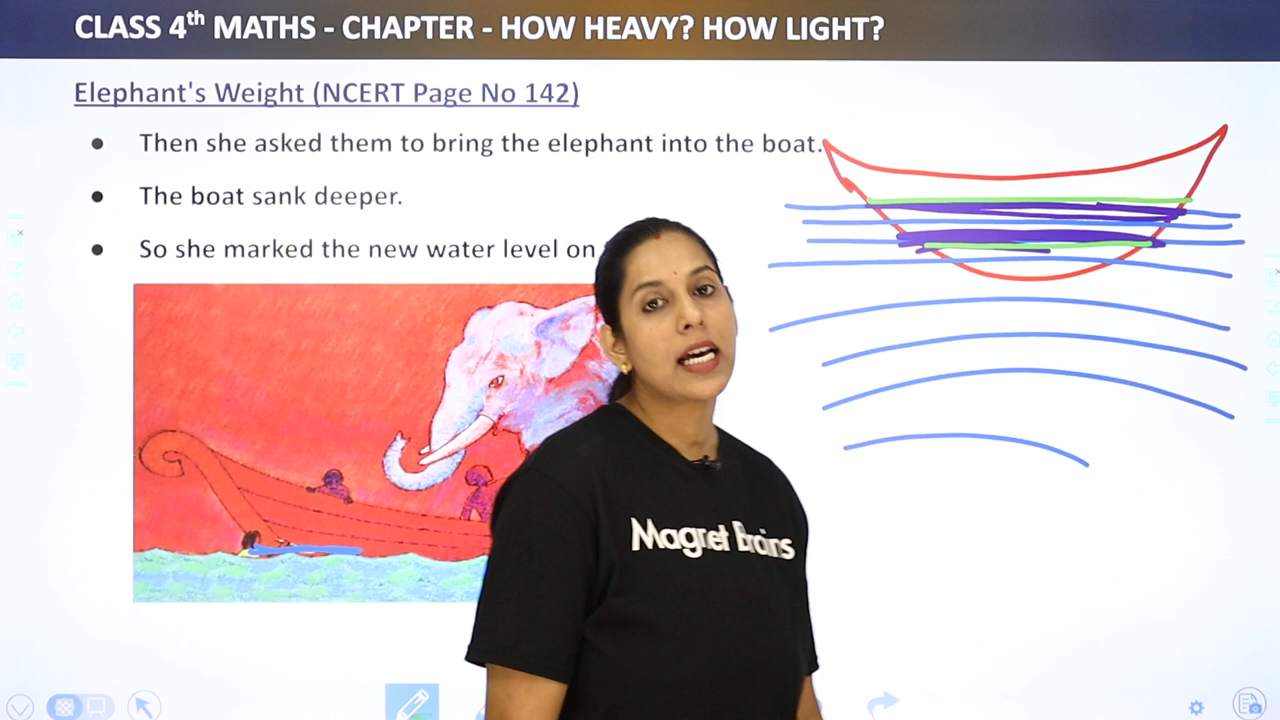 CLASS 4th MATHS - CHAPTER - HOW HEAVY? HOW LIGHT?
Elephant's Weight (NCERT Page No 142)
● Then she asked them to bring the elephant into the boat.
● The boat sank deeper.
● So she marked the new water level on
Magnet Brains